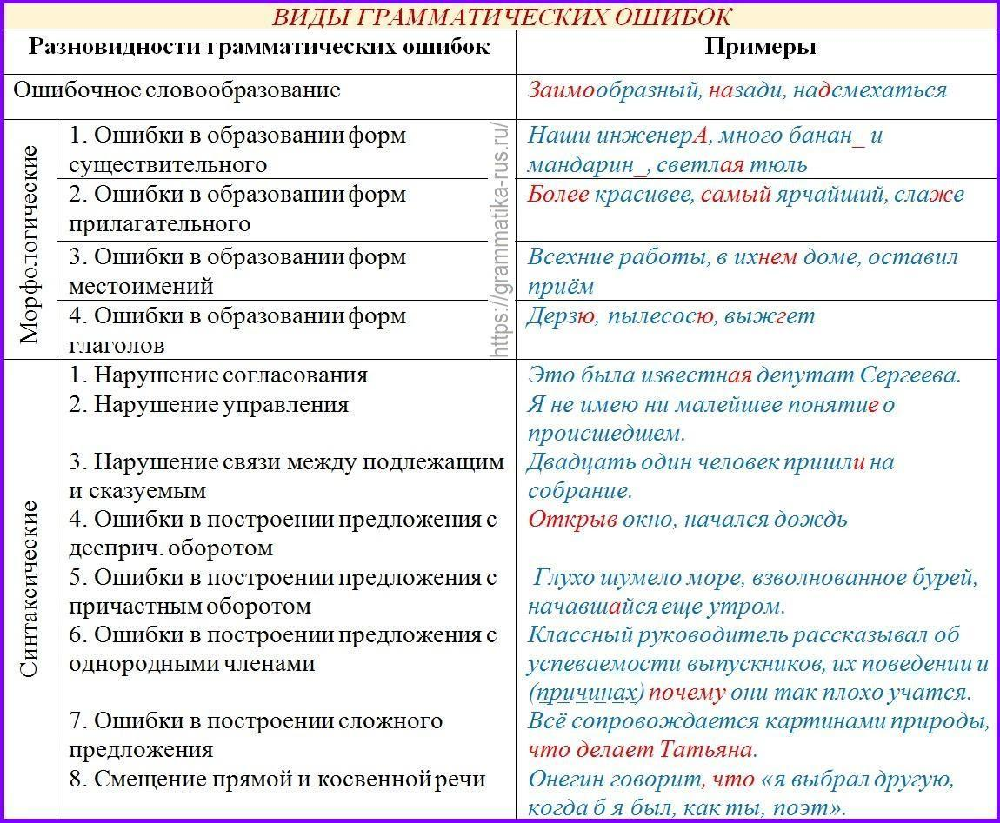 ВИДЫ ГРАММАТИЧЕСКИХ ОШИБОК
Разновидности грамматических ошибок
Примеры
Ошибочное словообразование
Заимообразный, назади, надсмехаться
Морфологические
1. Ошибки в образовании форм
существительного
Наши инженерА, много банан_ и
мандарин_, светлая тюль
2. Ошибки в образовании форм
прилагательного
Более красивее, самый ярчайший, слаже
3. Ошибки в образовании форм
местоимений
Всехние работы, в ихнем доме, оставил
приём
4. Ошибки в образовании форм
глаголов
Дерзю, пылесосю, выжгет
https://grammatika-rus.ru/
Синтаксические
1. Нарушение согласования
Это была известная депутат Сергеева.
2. Нарушение управления
Я не имею ни малейшее понятие о
происшедшем.
3. Нарушение связи между подлежащим
и сказуемым
Двадцать один человек пришли на
собрание.
4. Ошибки в построении предложения с
дееприч. оборотом
Открыв окно, начался дождь
5. Ошибки в построении предложения с
причастным оборотом
Глухо шумело море, взволнованное бурей,
начавшайся еще утром.
6. Ошибки в построении предложения с
однородными членами
Классный руководитель рассказывал об
успеваемости выпускников, их поведении и
(причинах) почему они так плохо учатся.
7. Ошибки в построении сложного
предложения
Всё сопровождается картинами природы,
что делает Татьяна.
8. Смещение прямой и косвенной речи
Онегин говорит, что «я выбрал другую,
когда б я был, как ты, поэт».